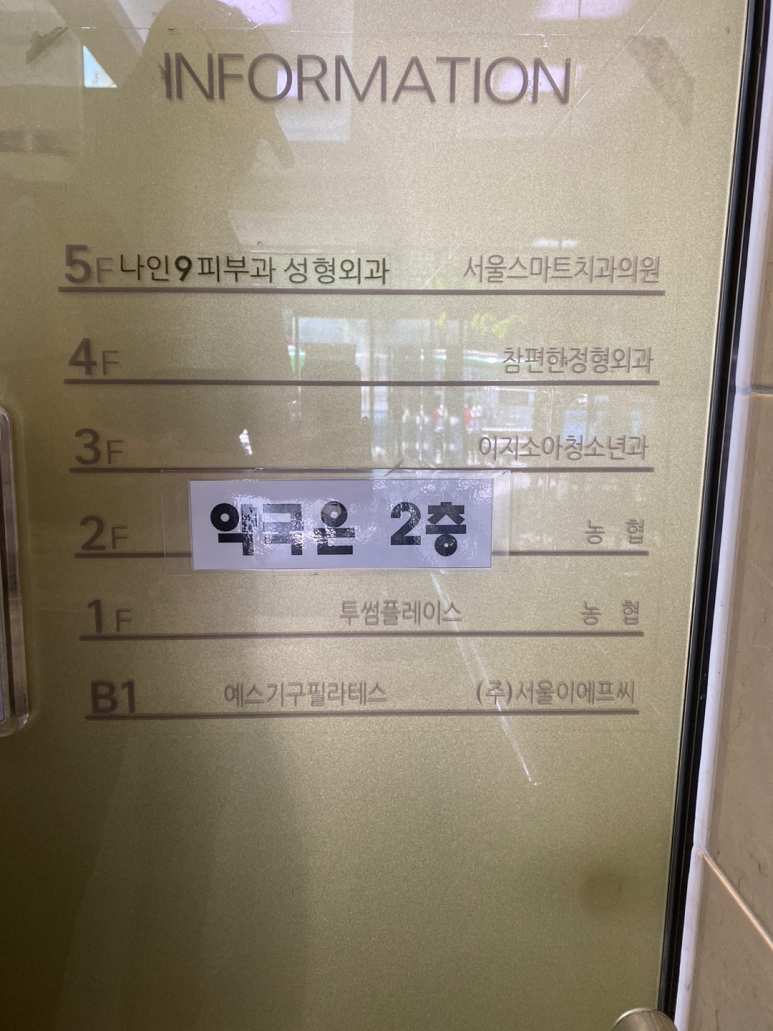 INFORMATION
5F 나인9피부과 성형외과 서울스마트치과의원
4F 참편한정형외과
3F 이지소아청소년과
2F 약국은 2층 농 협
1F 투썸플레이스 농 협
B1 예스기구필라테스 (주)서울이에프씨